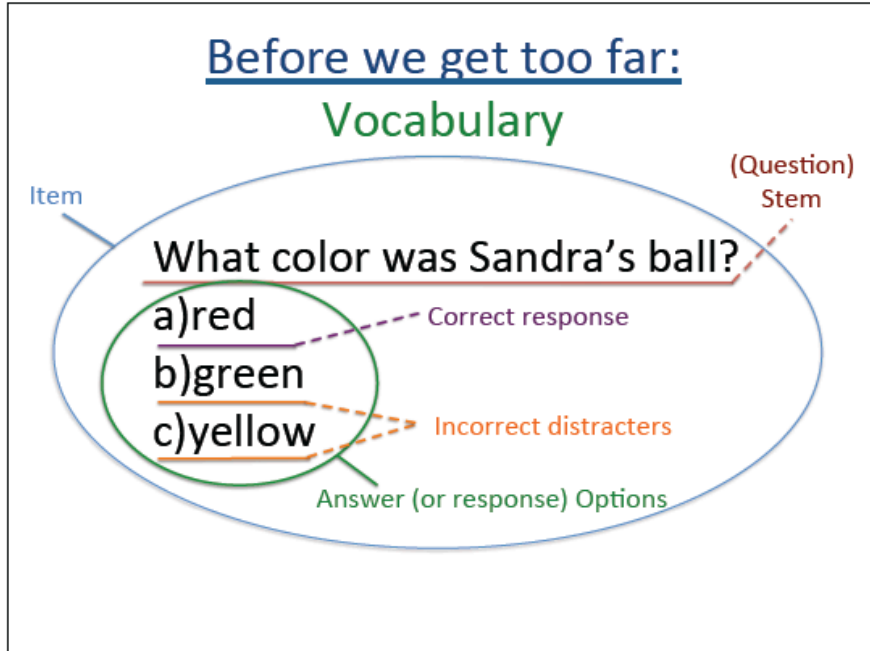 Before we get too far:
Vocabulary
(Question)
Stem
Item
What color was Sandra’s ball?
a)red
Correct response
b)green
c)yellow
Incorrect distracters
Answer (or response) Options